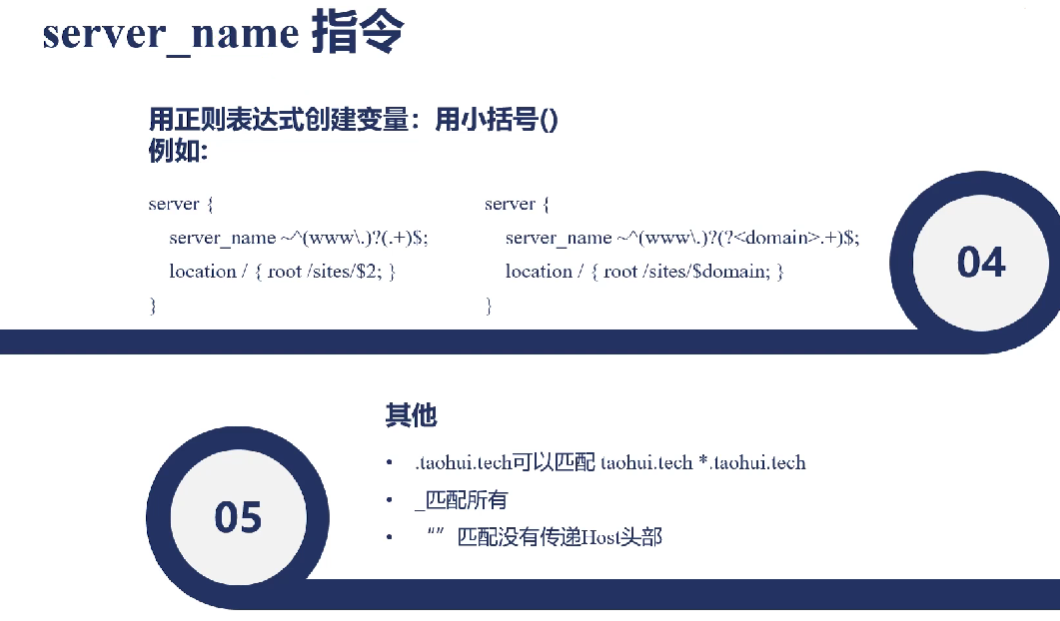 server_name 指令
用正则表达式创建变量：用小括号()
例如:
server {
server_name ~^(www\.)?(.+)$;
location / { root /sites/$2; }
}
server {
server_name ~^(www\.)?(?<domain>.+)$;
location / { root /sites/$domain; }
}
04
其他
• .taohui.tech可以匹配 taohui.tech *.taohui.tech
• _匹配所有
• “” 匹配没有传递Host头部
05